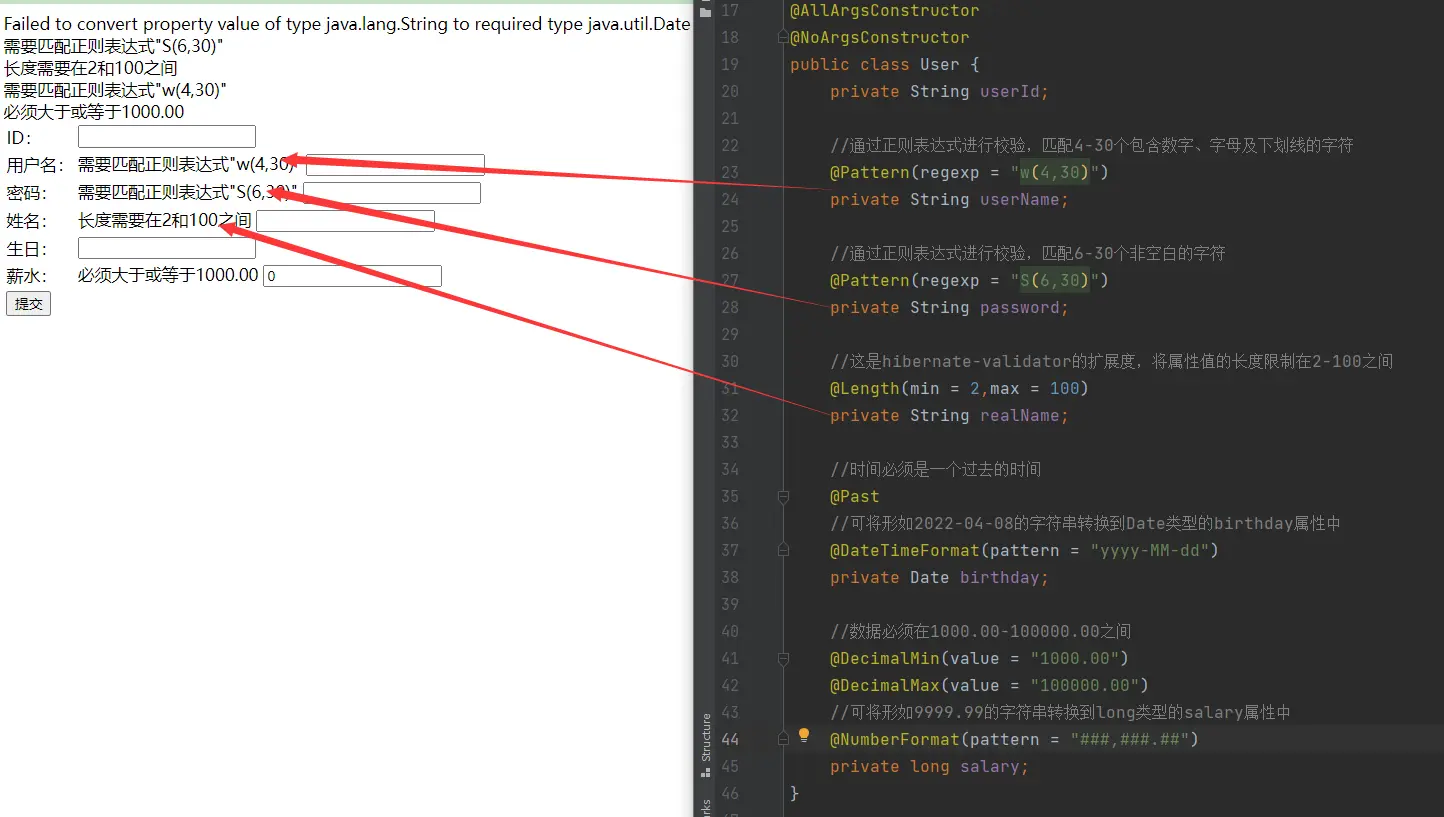 Failed to convert property value of type java.lang.String to required type java.util.Date
需要匹配正则表达式"S(6,30)"
长度需要在2和100之间
需要匹配正则表达式"w(4,30)"
必须大于或等于1000.00
ID:
用户名: 需要匹配正则表达式"w(4,30)"
密码: 需要匹配正则表达式"S(6,30)"
姓名: 长度需要在2和100之间
生日:
薪水: 必须大于或等于1000.00 0
提交
17 @AllArgsConstructor
18 @NoArgsConstructor
19 public class User {
20 private String userId;
21
22 //通过正则表达式进行校验，匹配4-30个包含数字、字母及下划线的字符
23 @Pattern(regexp = "w(4,30)")
24 private String userName;
25
26 //通过正则表达式进行校验，匹配6-30个非空白的字符
27 @Pattern(regexp = "S(6,30)")
28 private String password;
29
30 //这是hibernate-validator的扩展度，将属性值的长度限制在2-100之间
31 @Length(min = 2,max = 100)
32 private String realName;
33
34 //时间必须是一个过去的时间
35 @Past
36 //可将形如2022-04-08的字符串转换到Date类型的birthday属性中
37 @DateTimeFormat(pattern = "yyyy-MM-dd")
38 private Date birthday;
39
40 //数据必须在1000.00-100000.00之间
41 @DecimalMin(value = "1000.00")
42 @DecimalMax(value = "100000.00")
43 //可将形如9999.99的字符串转换到long类型的salary属性中
44 @NumberFormat(pattern = "###,###.##")
45 private long salary;
46 }
Structure